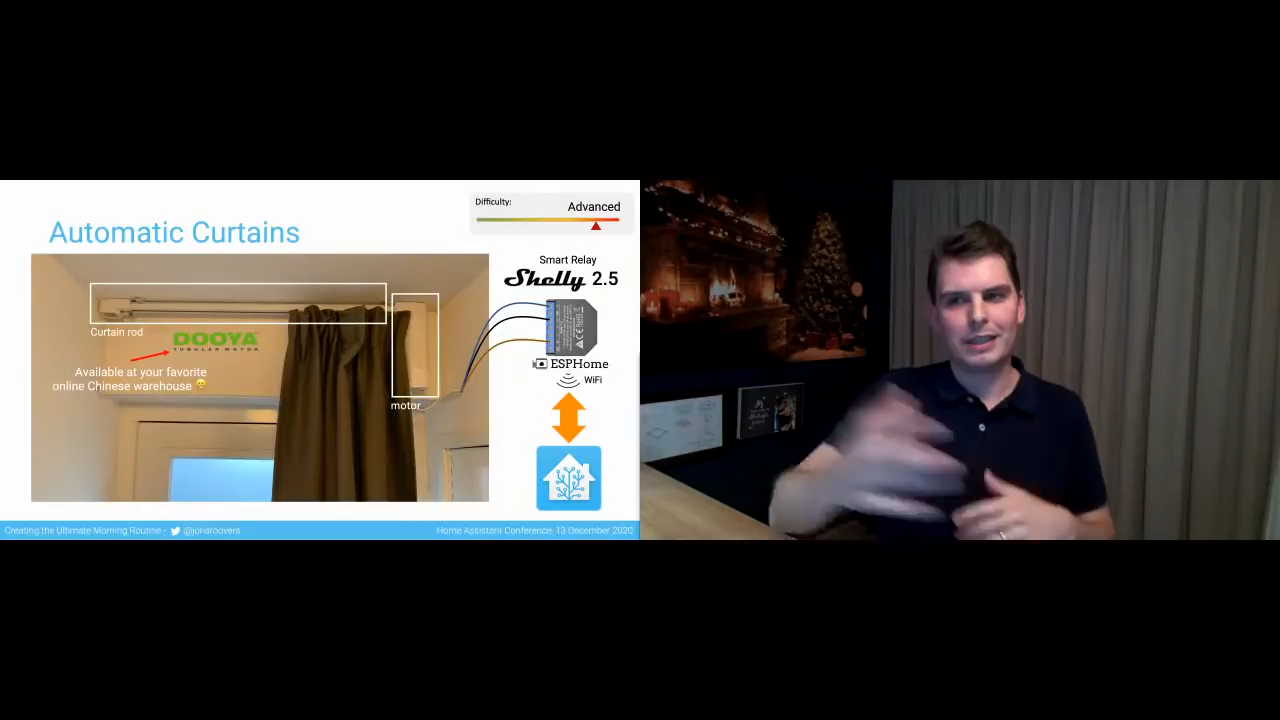 Difficulty:
Advanced
Automatic Curtains
Smart Relay
Shelly 2.5
Curtain rod
DOOYA
TUBULAR MOTOR
Available at your favorite
online Chinese warehouse
motor
ESPHome
WiFi
Creating the Ultimate Morning Routine - @jonaroovers
Home Assistant Conference, 13 December 2020